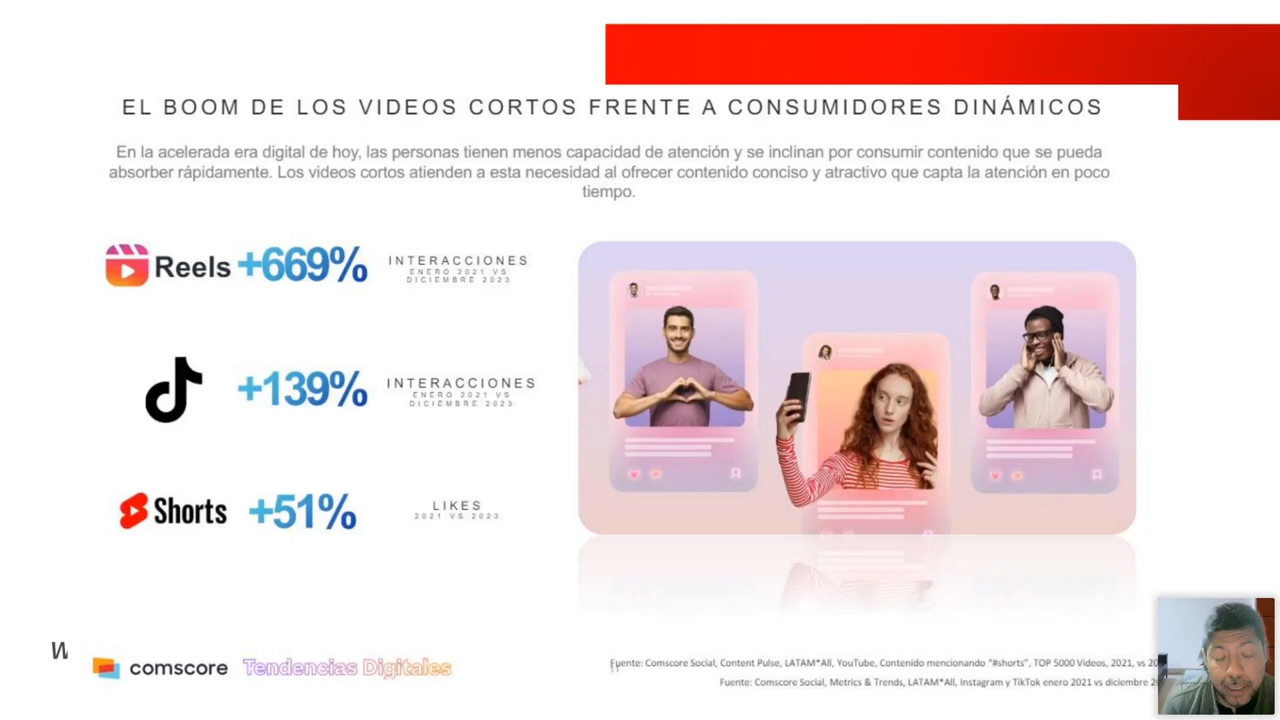 EL BOOM DE LOS VIDEOS CORTOS FRENTE A CONSUMIDORES DINÁMICOS
En la acelerada era digital de hoy, las personas tienen menos capacidad de atención y se inclinan por consumir contenido que se pueda
absorber rápidamente. Los videos cortos atienden a esta necesidad al ofrecer contenido conciso y atractivo que capta la atención en poco
tiempo.
Reels +669% INTERACCIONES
ENERO 2021 VS
DICIEMBRE 2023
+139% INTERACCIONES
ENERO 2021 VS
DICIEMBRE 2023
Shorts +51% LIKES
2021 VS 2023
W
comscore Tendencias Digitales
Fuente: Comscore Social, Content Pulse, LATAM*All, YouTube, Contenido mencionando "#shorts", TOP 5000 Videos, 2021, vs
Fuente: Comscore Social, Metrics & Trends, LATAM*All, Instagram y TikTok enero 2021 vs diciembre